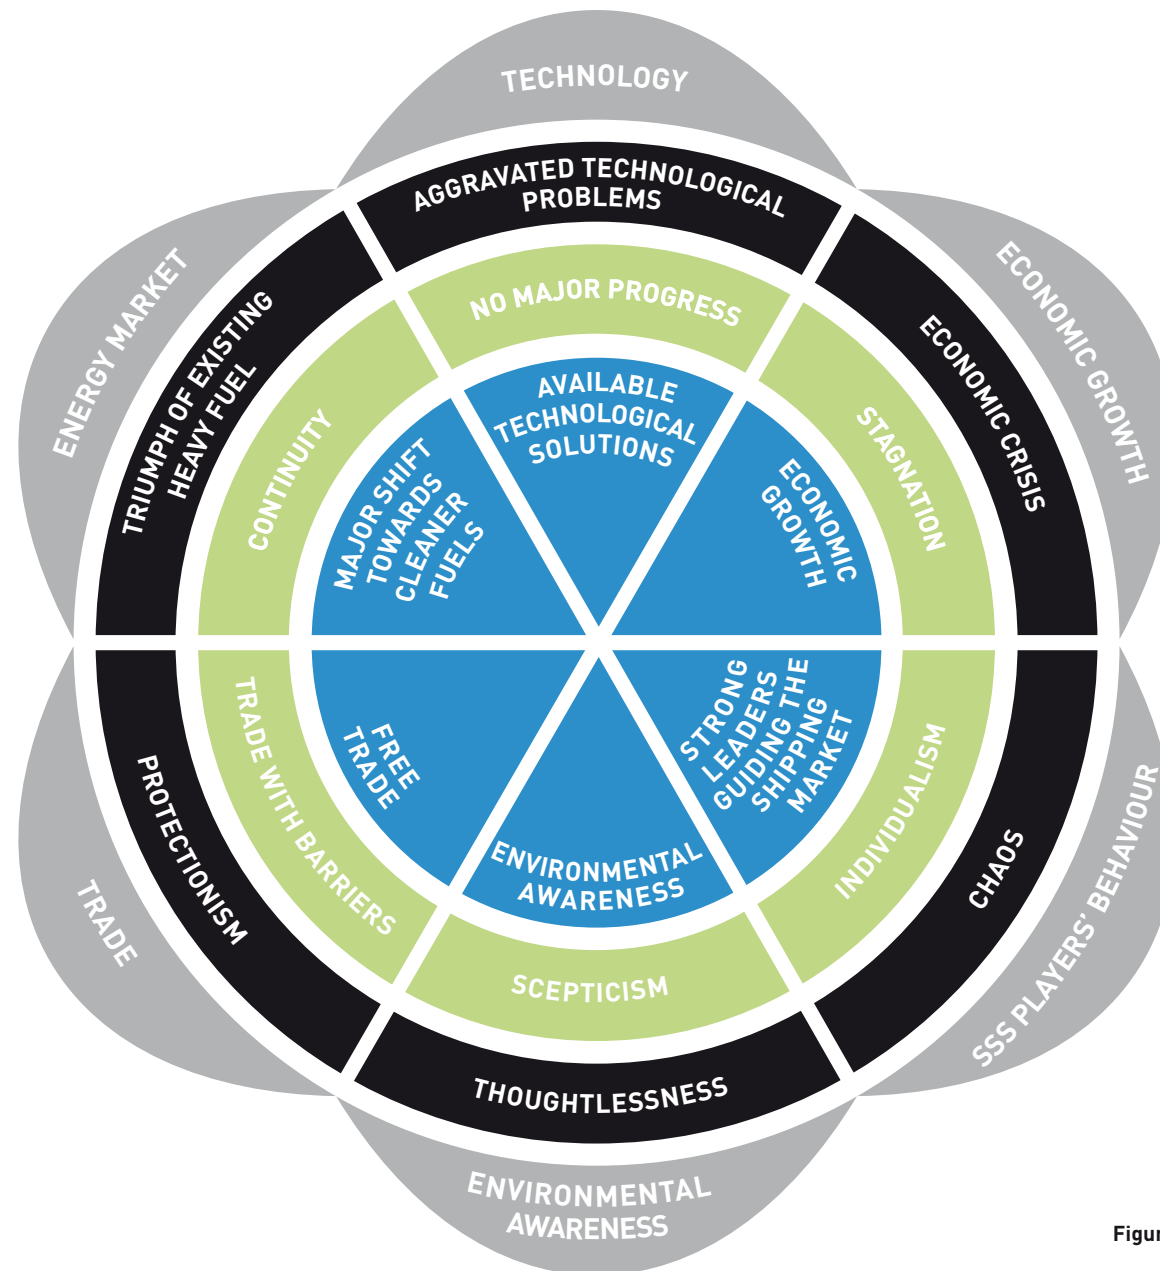 TECHNOLOGY
AGGRAVATED TECHNOLOGICAL
PROBLEMS
NO MAJOR PROGRESS
AVAILABLE
TECHNOLOGICAL
SOLUTIONS
ECONOMIC GROWTH
ECONOMIC CRISIS
STAGNATION
ECONOMIC
GROWTH
SSS PLAYERS' BEHAVIOUR
CHAOS
INDIVIDUALISM
STRONG
LEADERS
GUIDING THE
SHIPPING
MARKET
ENVIRONMENTAL
AWARENESS
SCEPTICISM
THOUGHTLESSNESS
ENVIRONMENTAL
AWARENESS
TRADE
PROTECTIONISM
TRADE WITH BARRIERS
FREE
TRADE
ENERGY MARKET
TRIUMPH OF EXISTING
HEAVY FUEL
CONTINUITY
MAJOR SHIFT
TOWARDS
CLEANER
FUELS